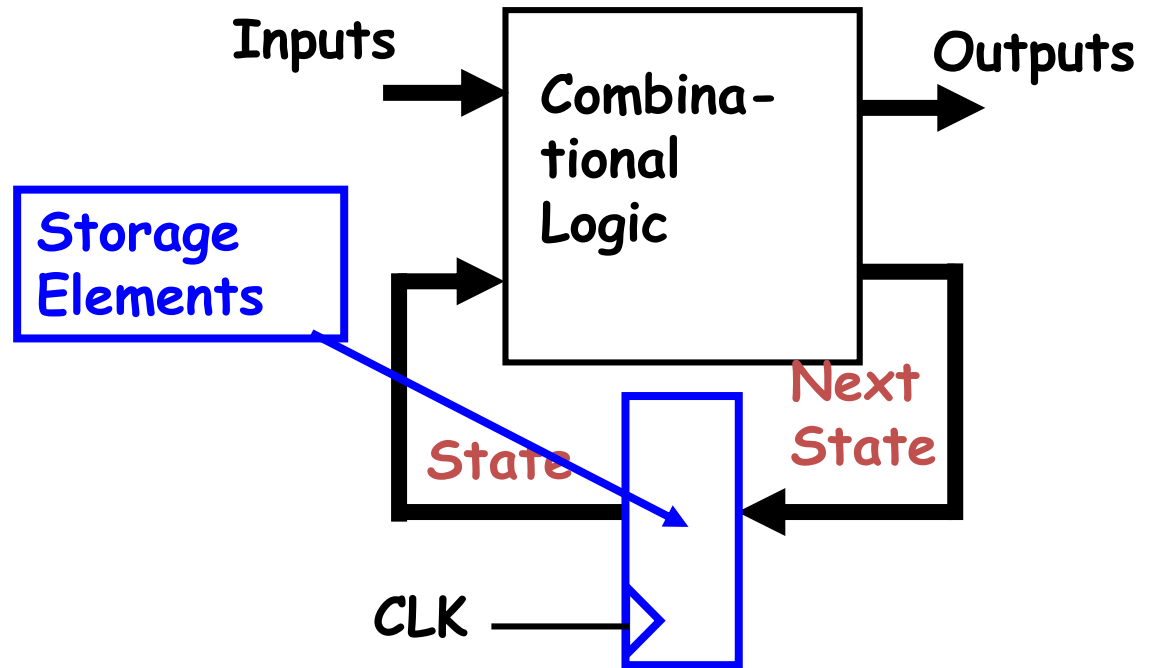 Inputs
Outputs
Combina-
tional
Logic
Storage
Elements
Next
State
State
CLK